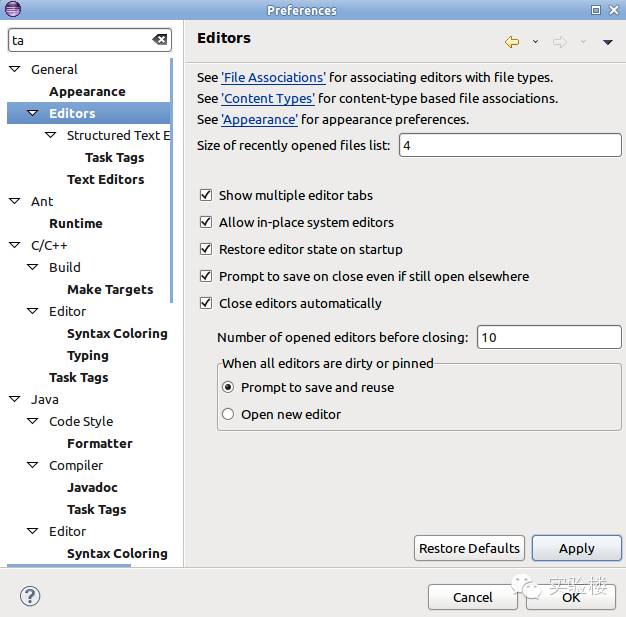 Preferences
ta
General
Appearance
Editors
Structured Text E
Task Tags
Text Editors
Ant
Runtime
C/C++
Build
Make Targets
Editor
Syntax Coloring
Typing
Task Tags
Java
Code Style
Formatter
Compiler
Javadoc
Task Tags
Editor
Syntax Coloring
Editors
See 'File Associations' for associating editors with file types.
See 'Content Types' for content-type based file associations.
See 'Appearance' for appearance preferences.
Size of recently opened files list: 4
Show multiple editor tabs
Allow in-place system editors
Restore editor state on startup
Prompt to save on close even if still open elsewhere
Close editors automatically
Number of opened editors before closing: 10
When all editors are dirty or pinned
Prompt to save and reuse
Open new editor
Restore Defaults Apply
? Cancel OK
实验楼